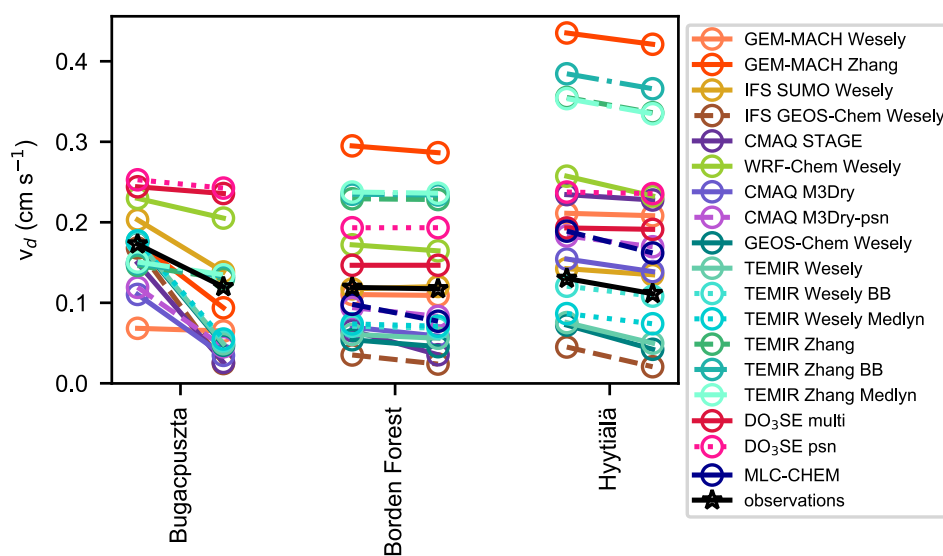 0.4
0.3
0.2
0.1
0.0
v_d (cm s⁻¹)
Bugacpuszta
Borden Forest
Hyytiälä
GEM-MACH Wesely
GEM-MACH Zhang
IFS SUMO Wesely
IFS GEOS-Chem Wesely
CMAQ STAGE
WRF-Chem Wesely
CMAQ M3Dry
CMAQ M3Dry-psn
GEOS-Chem Wesely
TEMIR Wesely
TEMIR Wesely BB
TEMIR Wesely Medlyn
TEMIR Zhang
TEMIR Zhang BB
TEMIR Zhang Medlyn
DO₃SE multi
DO₃SE psn
MLC-CHEM
observations